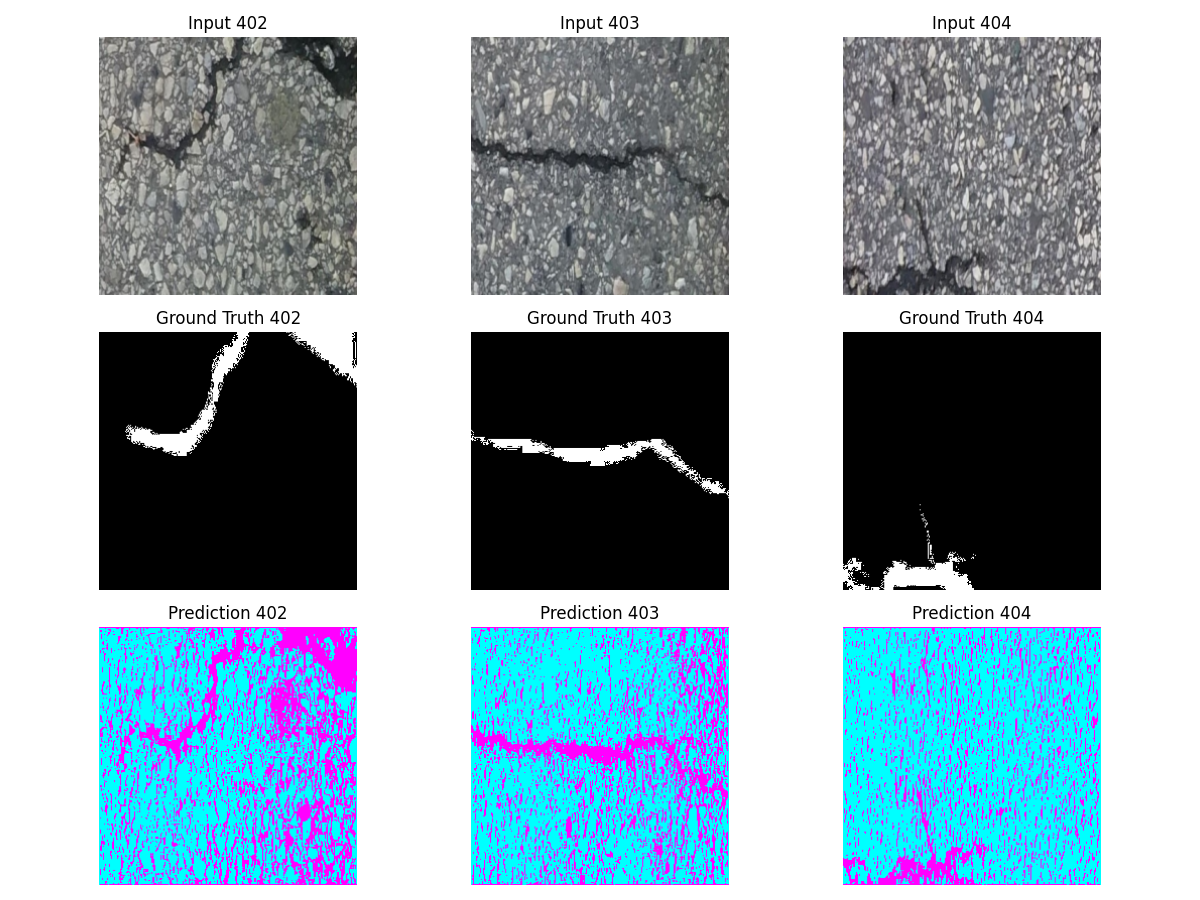 Input 402
Input 403
Input 404
Ground Truth 402
Ground Truth 403
Ground Truth 404
Prediction 402
Prediction 403
Prediction 404